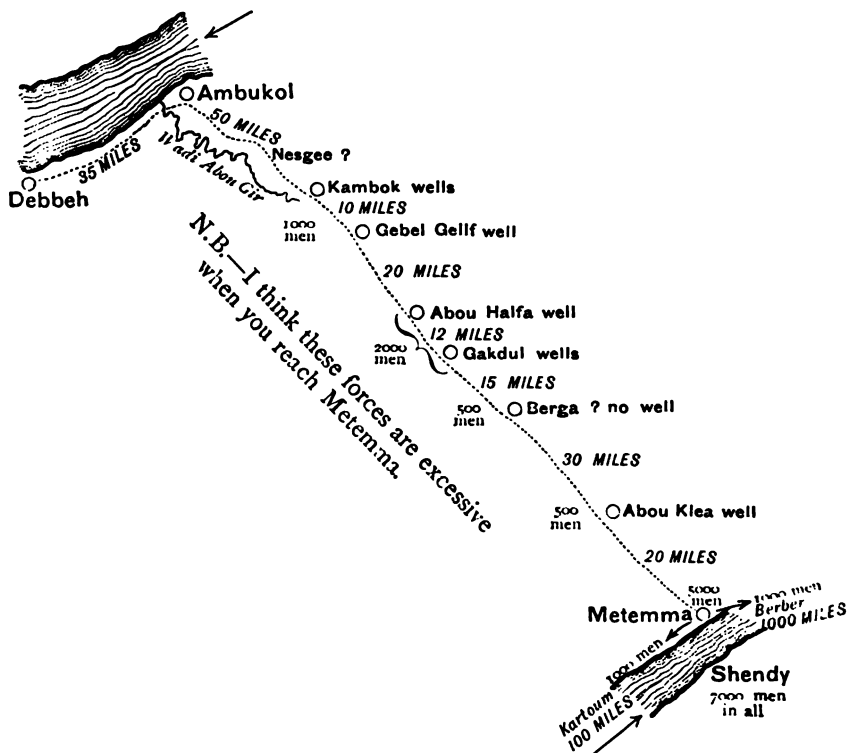 Ambukol
50 MILES
Nesgee ?
Wadi Abou Gir
35 MILES
Debbeh
Kambok wells
10 MILES
1000
men
Gebel Gelif well
20 MILES
N.B.—I think these forces are excessive
when you reach Metemma.
Abou Halfa well
12 MILES
2000
men
Gakdul wells
15 MILES
500
men
Berga ? no well
30 MILES
500
men
Abou Klea well
20 MILES
5000
men
Metemma
1000 men
Berber
1000 MILES
1000 men
Shendy
7000 men
in all
Kartoum
100 MILES